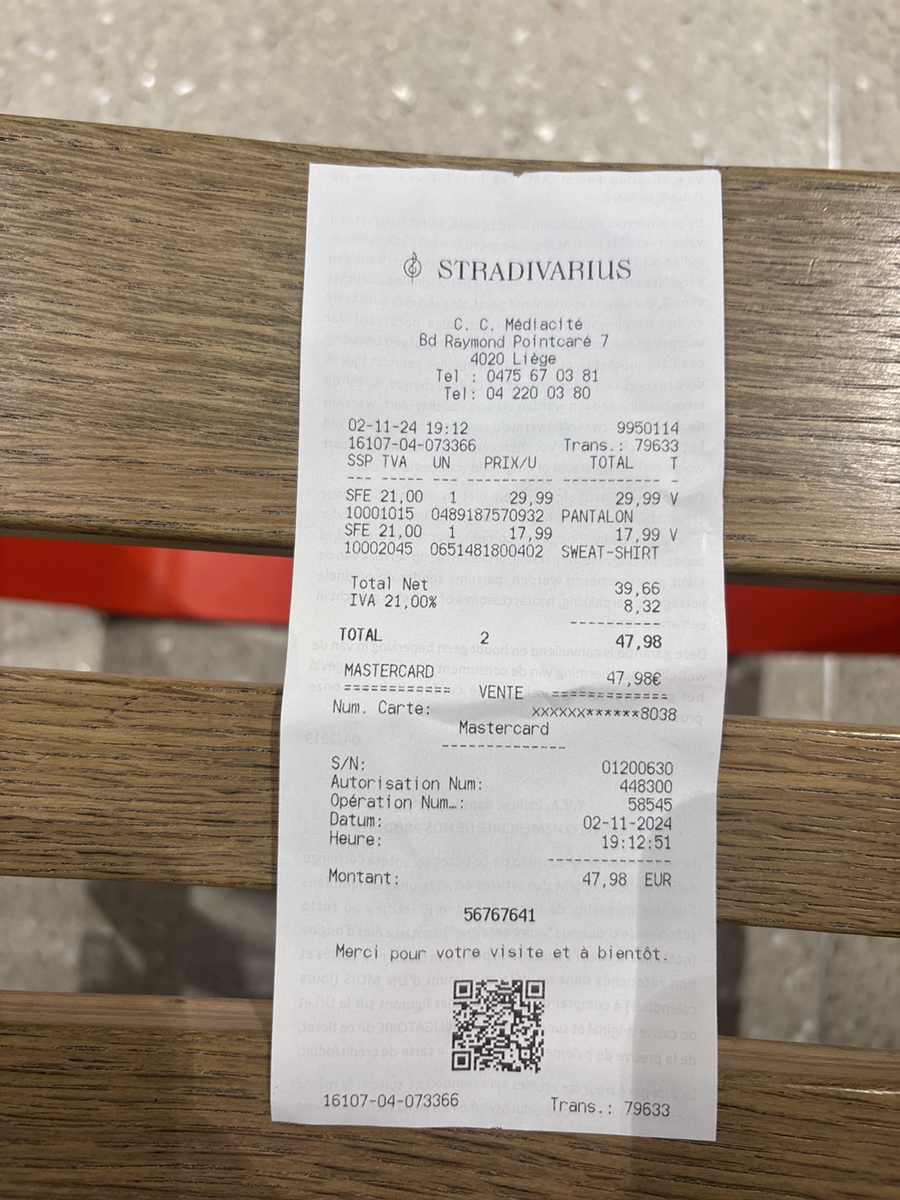 STRADIVARIUS
C. C. Médiacité
Bd Raymond Pointcaré 7
4020 Liège
Tel : 0475 67 03 81
Tel: 04 220 03 80
02-11-24 19:12 9950114
16107-04-073366 Trans.: 79633
SSP TVA UN PRIX/U TOTAL T
--- ------ --- ---------- ------------ -
SFE 21,00 1 29,99 29,99 V
10001015 0489187570932 PANTALON
SFE 21,00 1 17,99 17,99 V
10002045 0651481800402 SWEAT-SHIRT
Total Net 39,66
IVA 21,00% 8,32
------------
TOTAL 2 47,98
MASTERCARD 47,98€
============ VENTE =============
Num. Carte: xxxxxx******8038
Mastercard
--------------
S/N: 01200630
Autorisation Num: 448300
Opération Num…: 58545
Datum: 02-11-2024
Heure: 19:12:51
--------------
Montant: 47,98 EUR
56767641
Merci pour votre visite et à bientôt.
16107-04-073366 Trans.: 79633